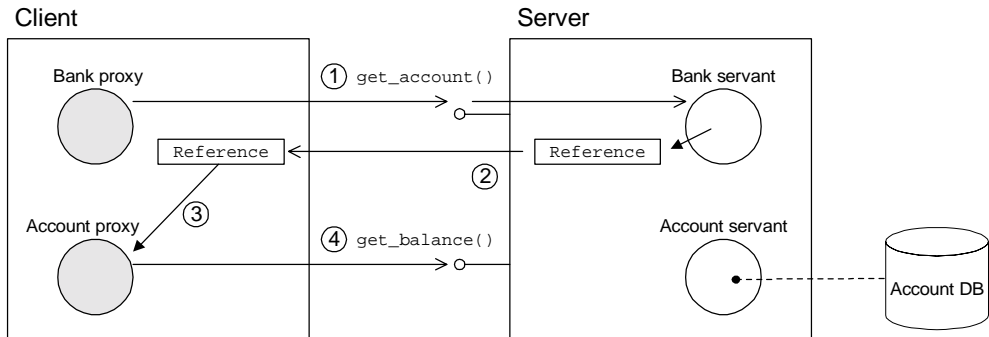 Client
Server
Bank proxy
1 get_account()
Bank servant
Reference
Reference
2
3
Account proxy
4 get_balance()
Account servant
Account DB